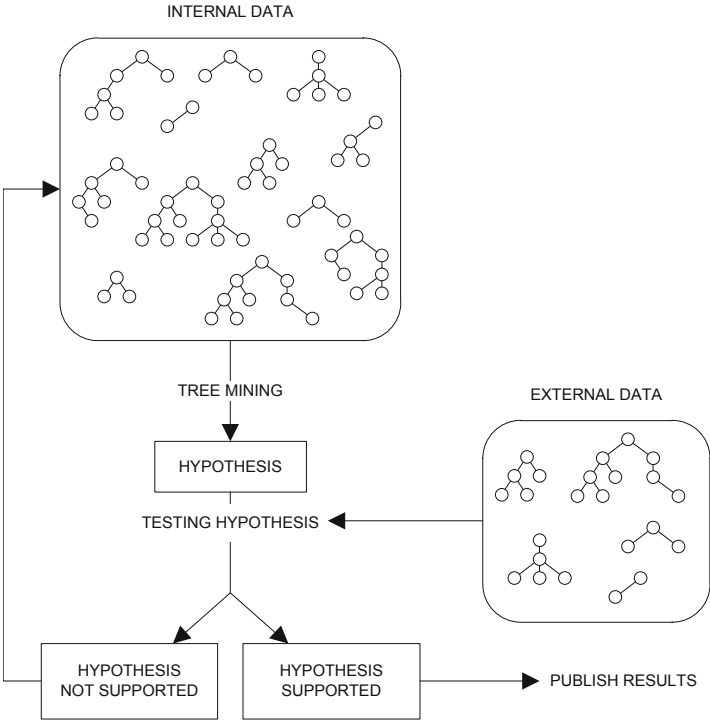 INTERNAL DATA
TREE MINING
EXTERNAL DATA
HYPOTHESIS
TESTING HYPOTHESIS
HYPOTHESIS
NOT SUPPORTED
HYPOTHESIS
SUPPORTED
PUBLISH RESULTS